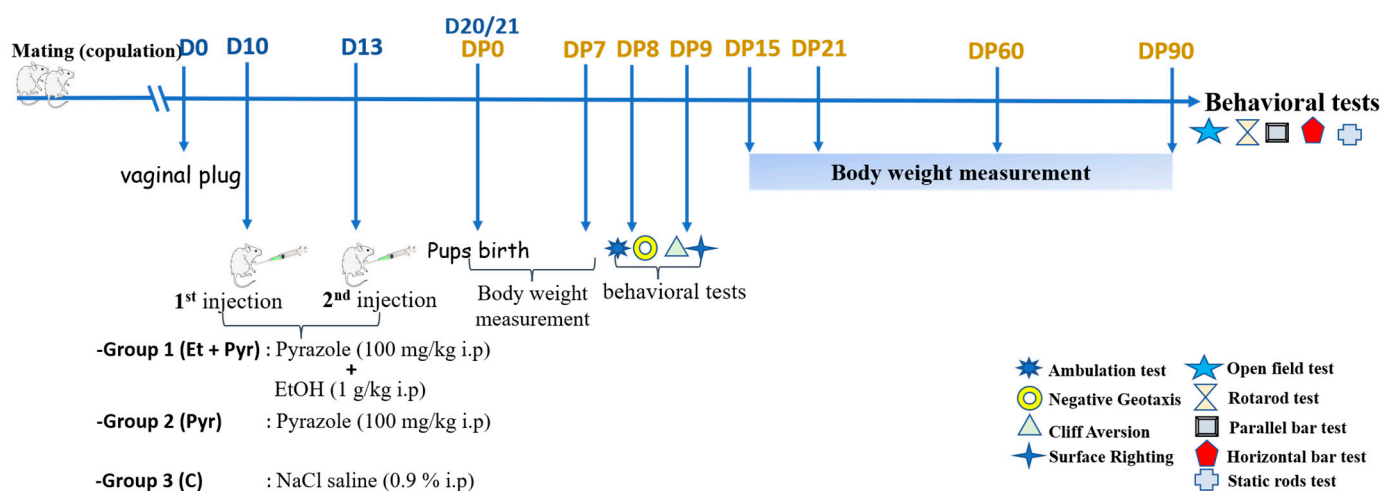 D20/21
Mating (copulation) D0 D10 D13 DP0 DP7 DP8 DP9 DP15 DP21 DP60 DP90
Behavioral tests
vaginal plug
Body weight measurement
Pups birth
1st injection 2nd injection
Body weight
measurement
behavioral tests
-Group 1 (Et + Pyr) : Pyrazole (100 mg/kg i.p)
+
EtOH (1 g/kg i.p)
-Group 2 (Pyr) : Pyrazole (100 mg/kg i.p)
-Group 3 (C) : NaCl saline (0.9 % i.p)
Ambulation test
Negative Geotaxis
Cliff Aversion
Surface Righting
Open field test
Rotarod test
Parallel bar test
Horizontal bar test
Static rods test